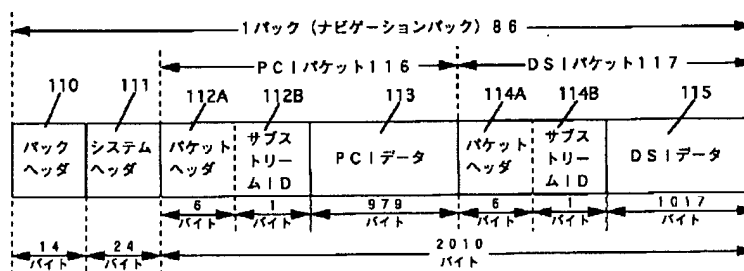 1パック (ナビゲーションパック) 86
PCIパケット116
DSIパケット117
110
111
112A
112B
113
114A
114B
115
パック
ヘッダ
システム
ヘッダ
パケット
ヘッダ
サブス
トリー
ムID
PCIデータ
パケット
ヘッダ
サブス
トリー
ムID
DSIデータ
6
バイト
1
バイト
979
バイト
6
バイト
1
バイト
1017
バイト
14
バイト
24
バイト
2010
バイト